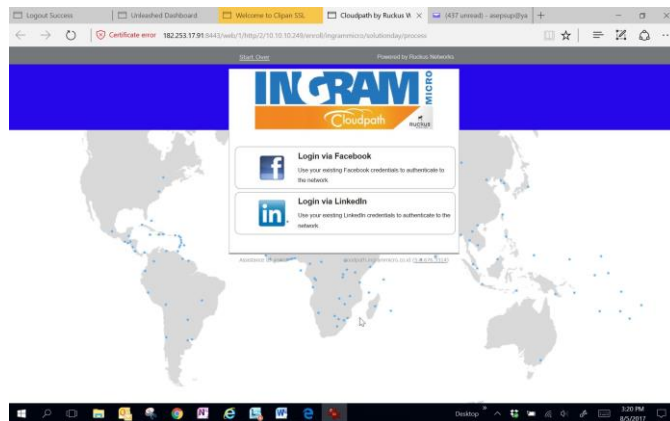 Logout Success
Unleashed Dashboard
Welcome to Clipan SSL
Cloudpath by Ruckus W
(437 unread) - asepsup@ya
Certificate error
182.253.17.91:8443/web/1/http/2/10.10.10.249/enroll/ingrammicro/solutionday/process
Start Over
Powered by Ruckus Networks
INGRAM MICRO
Cloudpath
Ruckus
Login via Facebook
Use your existing Facebook credentials to authenticate to
the network.
Login via LinkedIn
Use your existing LinkedIn credentials to authenticate to the
network.
Desktop
3:20 PM
8/5/2017